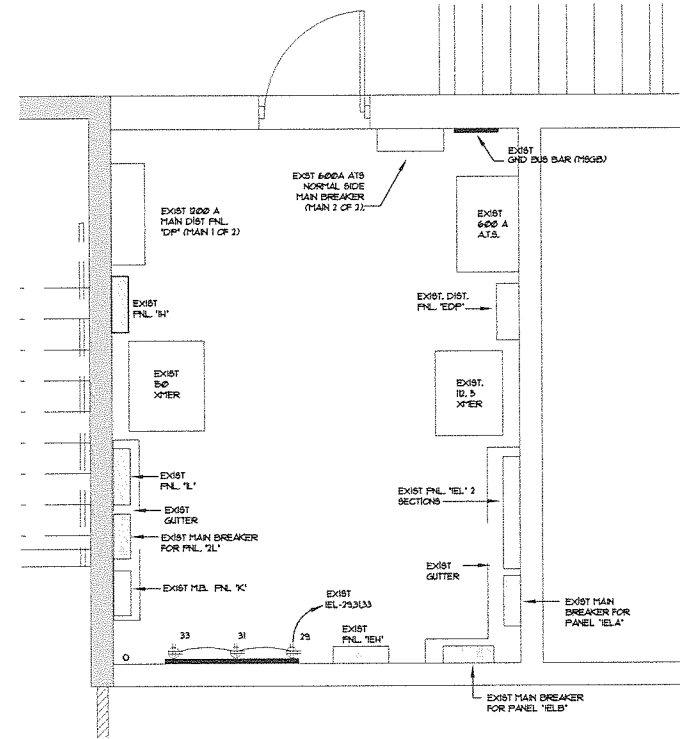 EXIST
GND BUS BAR (MSGB)
EXIST 600A ATS
NORMAL SIDE
MAIN BREAKER
(MAIN 2 OF 2)
EXIST 1200 A
MAIN DIST PNL.
"DP" (MAIN 1 OF 2)
EXIST
600 A
A.T.S.
EXIST
PNL. "1H"
EXIST. DIST.
PNL. "EDP"
EXIST
150
XMER
EXIST.
112.5
XMER
EXIST
PNL. "1L"
EXIST PNL. "1EL" 2
SECTIONS
EXIST
GUTTER
EXIST MAIN BREAKER
FOR PNL. "2L"
EXIST
GUTTER
EXIST M.B. PNL "K"
EXIST
1EL-29,31,33
EXIST MAIN
BREAKER FOR
PANEL "1ELA"
33
31
29
EXIST
PNL. "1EH"
EXIST MAIN BREAKER
FOR PANEL "1ELB"